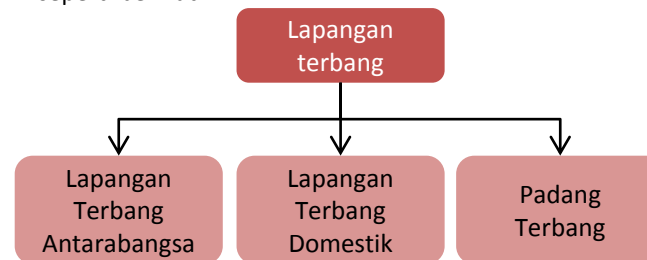 Lapangan
terbang
Lapangan
Terbang
Antarabangsa
Lapangan
Terbang
Domestik
Padang
Terbang